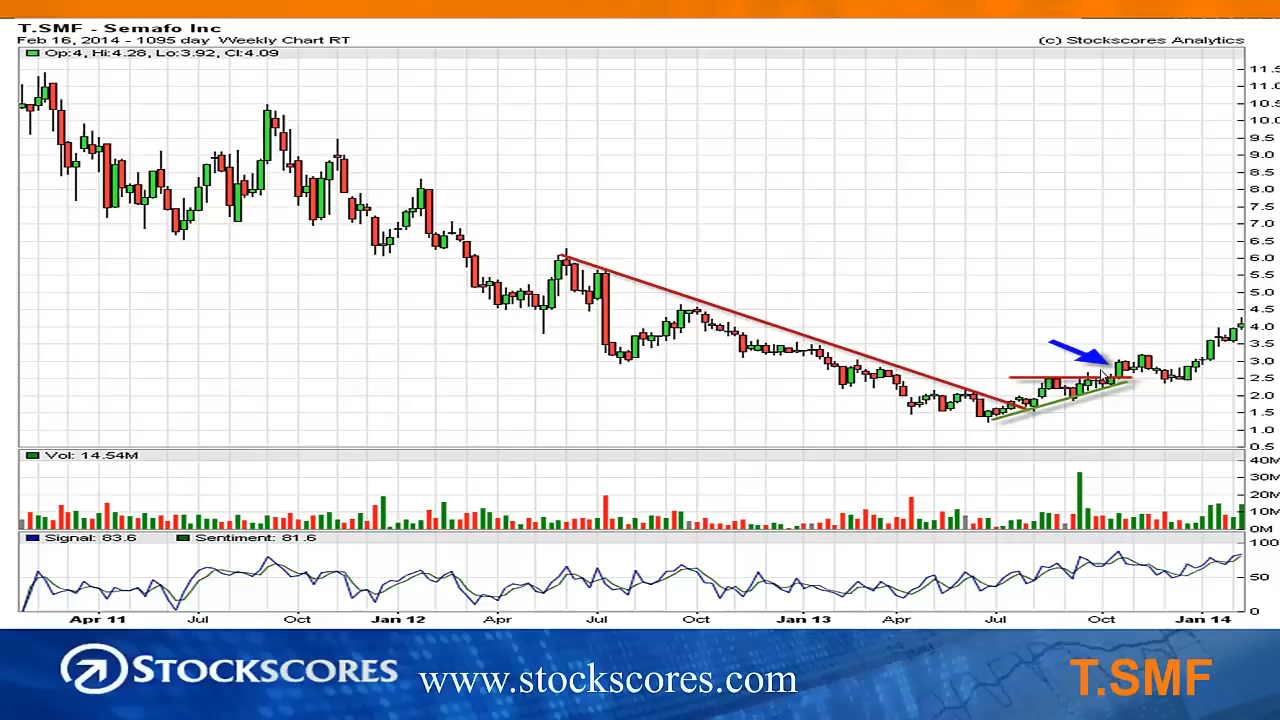 T.SMF - Semafo Inc
Feb 16, 2014 - 1095 day Weekly Chart RT
(c) Stockscores Analytics
Op:4, Hi:4.28, Lo:3.92, Cl:4.09
11.5
11.0
10.5
10.0
9.5
9.0
8.5
8.0
7.5
7.0
6.5
6.0
5.5
5.0
4.5
4.0
3.5
3.0
2.5
2.0
1.5
1.0
0.5
Vol: 14.54M
40M
30M
20M
10M
0M
Signal: 83.6 Sentiment: 81.6
100
50
0
Apr 11 Jul Oct Jan 12 Apr Jul Oct Jan 13 Apr Jul Oct Jan 14
STOCKSCORES
www.stockscores.com
T.SMF